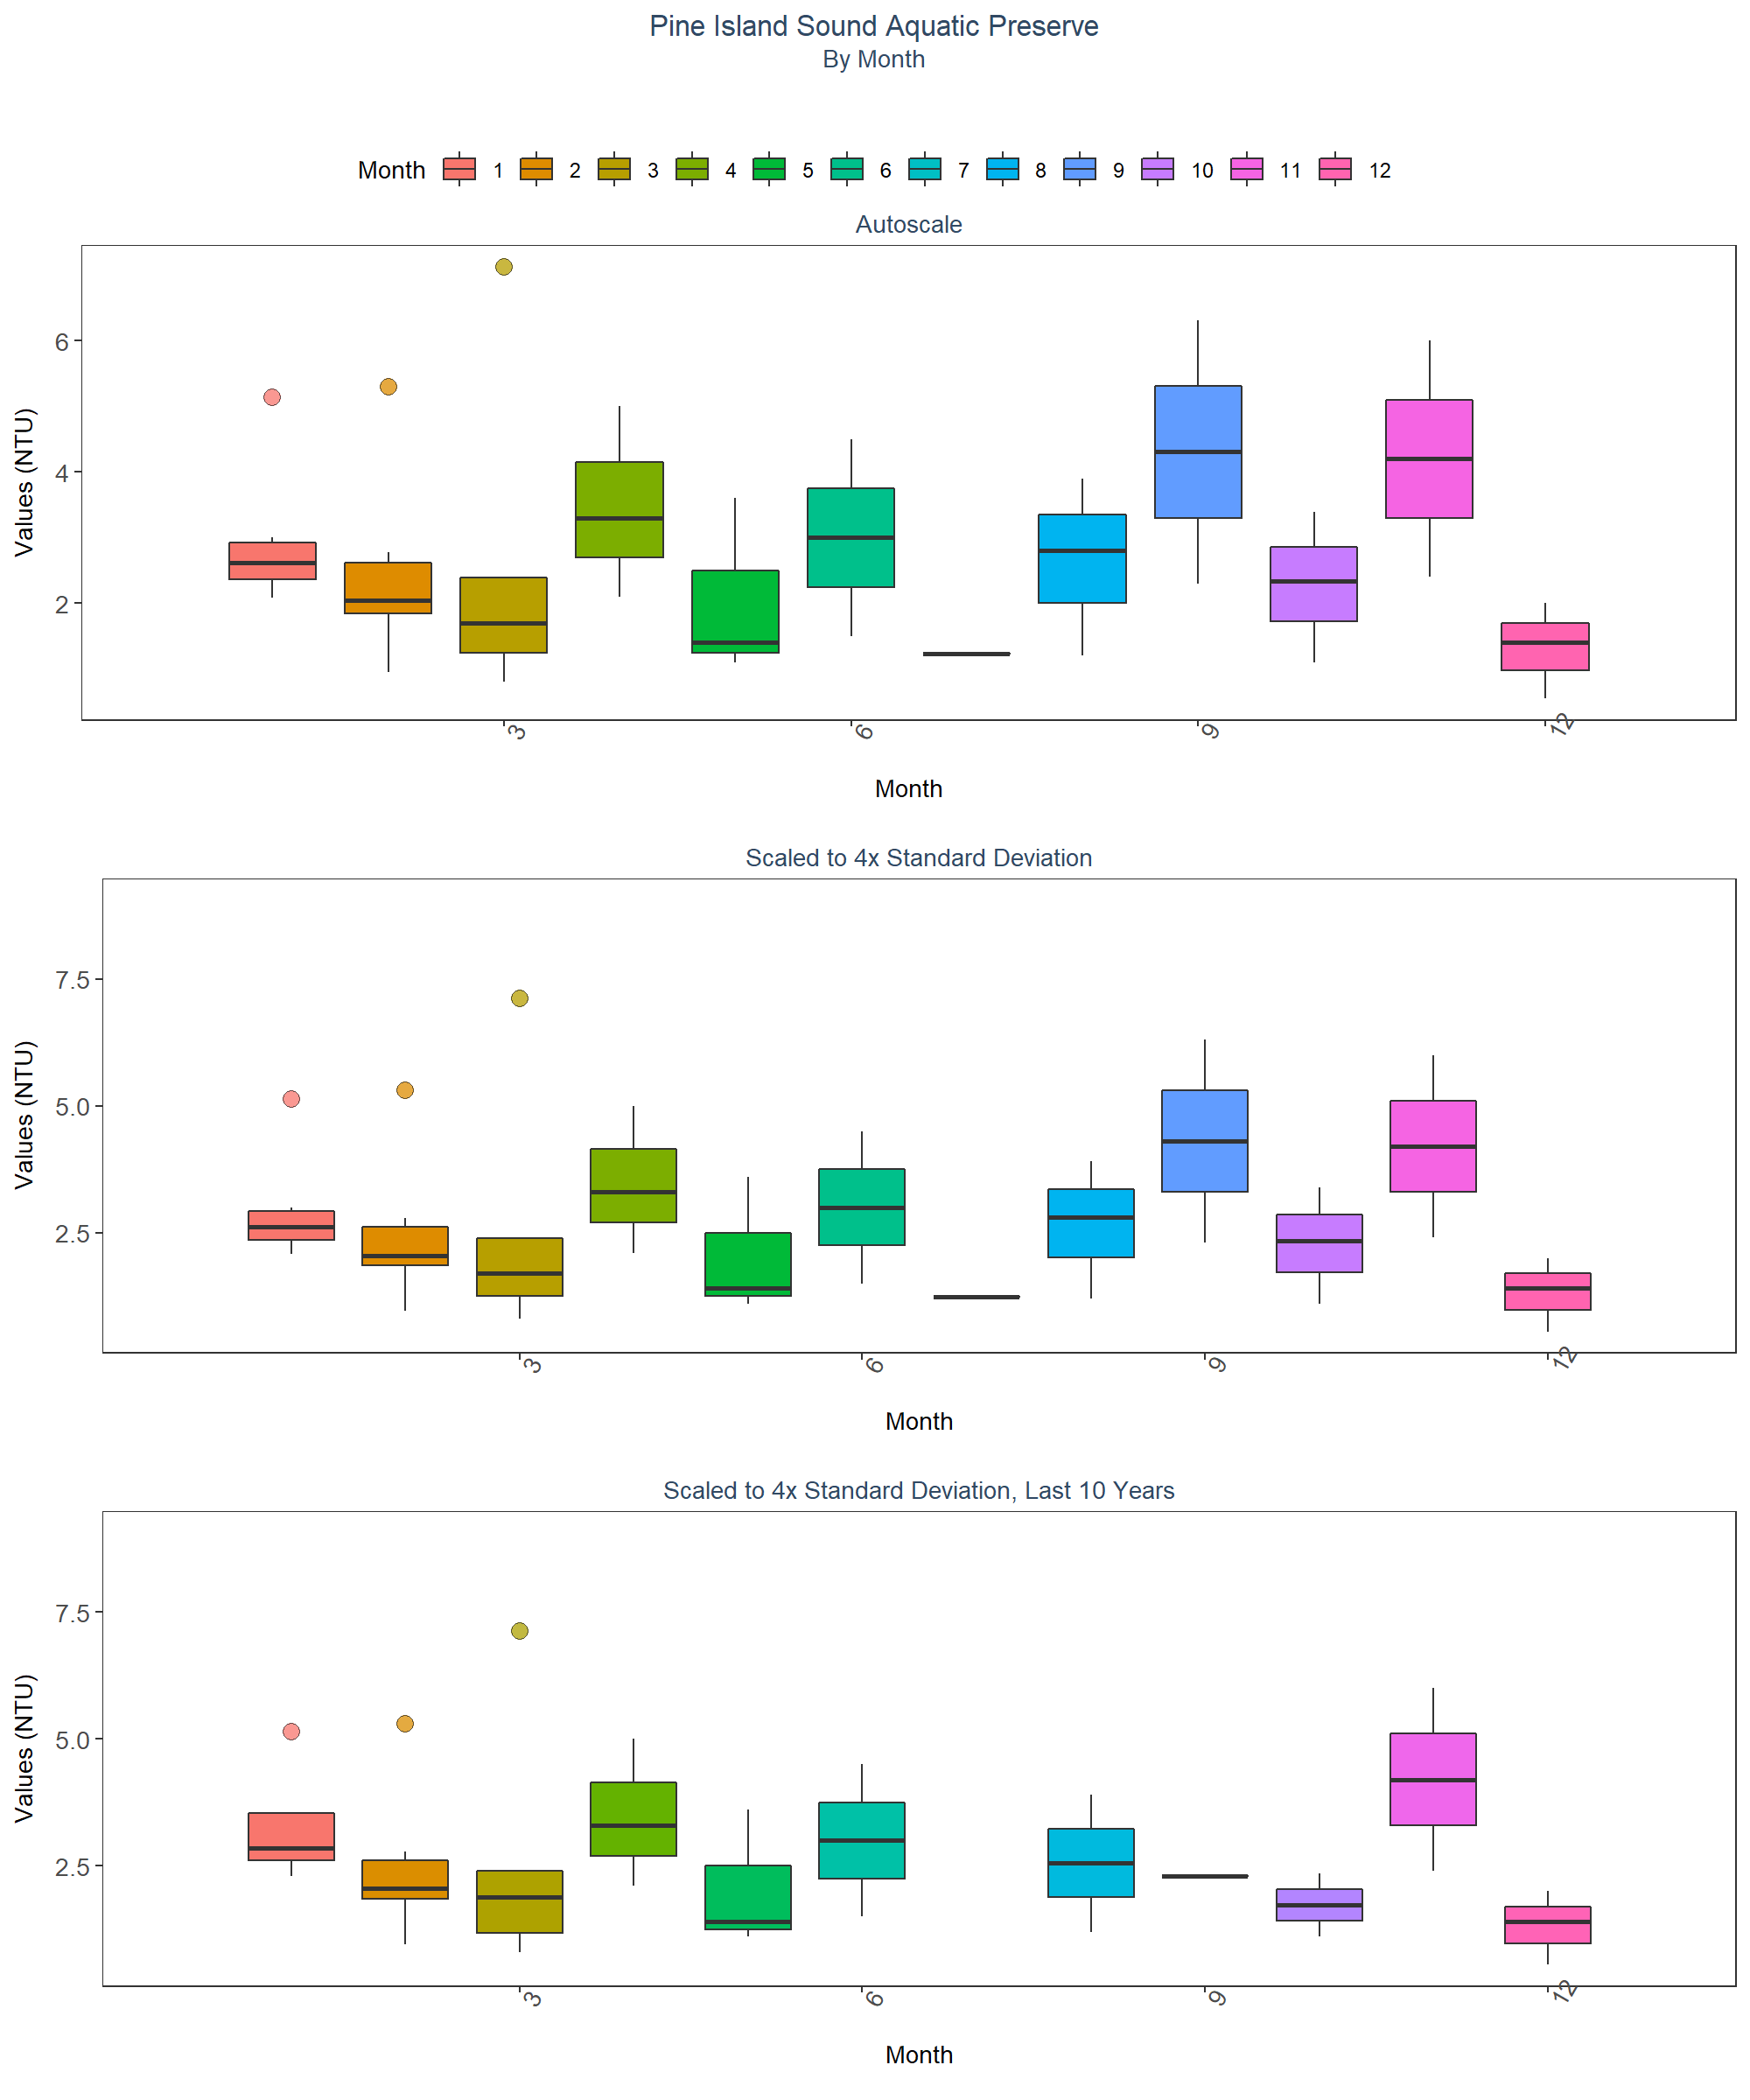 Pine Island Sound Aquatic Preserve
By Month
Month 1 2 3 4 5 6 7 8 9 10 11 12
Autoscale
Values (NTU)
6
4
2
3 6 9 12
Month
Scaled to 4x Standard Deviation
Values (NTU)
7.5
5.0
2.5
3 6 9 12
Month
Scaled to 4x Standard Deviation, Last 10 Years
Values (NTU)
7.5
5.0
2.5
3 6 9 12
Month